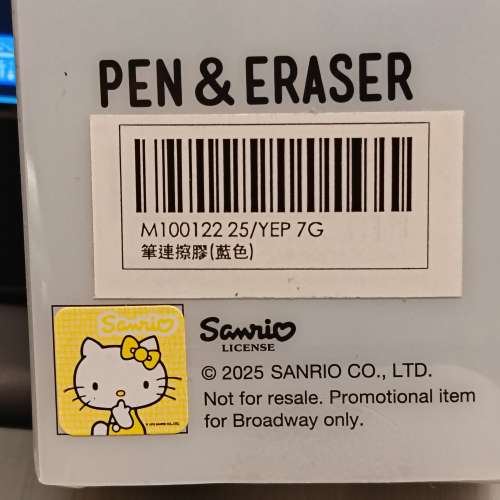 PEN & ERASER
M100122 25/YEP 7G
筆連擦膠(藍色)
Sanrio
Sanrio
LICENSE
© 2025 SANRIO CO., LTD.
Not for resale. Promotional item
for Broadway only.